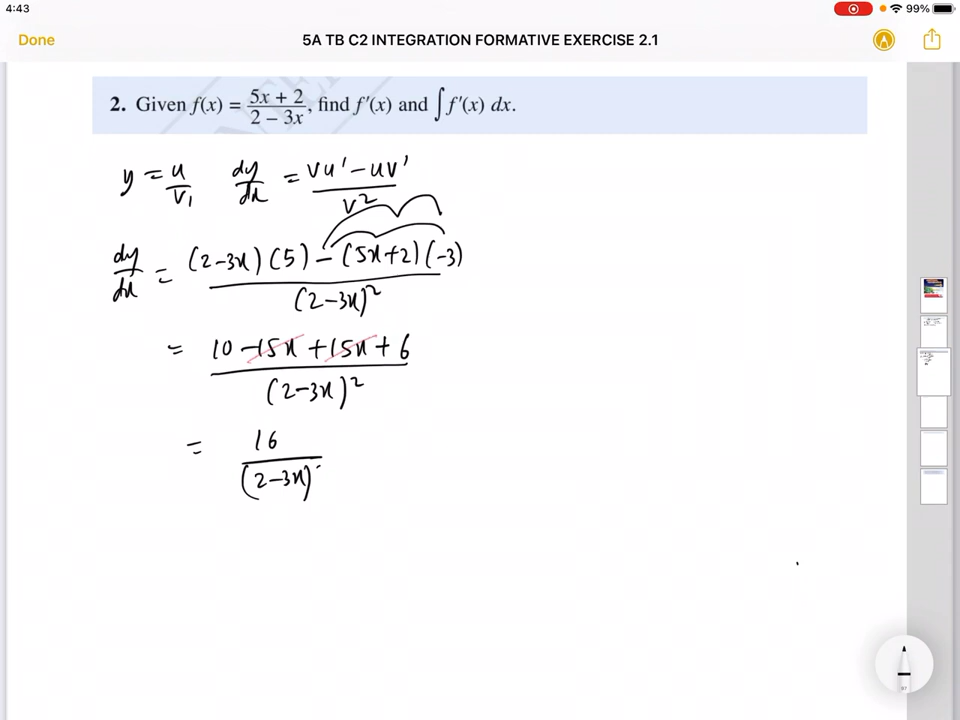 4:43
99%
Done
5A TB C2 INTEGRATION FORMATIVE EXERCISE 2.1
2. Given f(x) = (5x + 2)/(2 – 3x), find f'(x) and ∫ f'(x) dx.
y = u/v, dy/dx = (vu' – uv')/v²
dy/dx = ((2–3x)(5) – (5x+2)(–3))/(2–3x)²
= (10 – 15x + 15x + 6)/(2–3x)²
= 16/(2–3x)
97